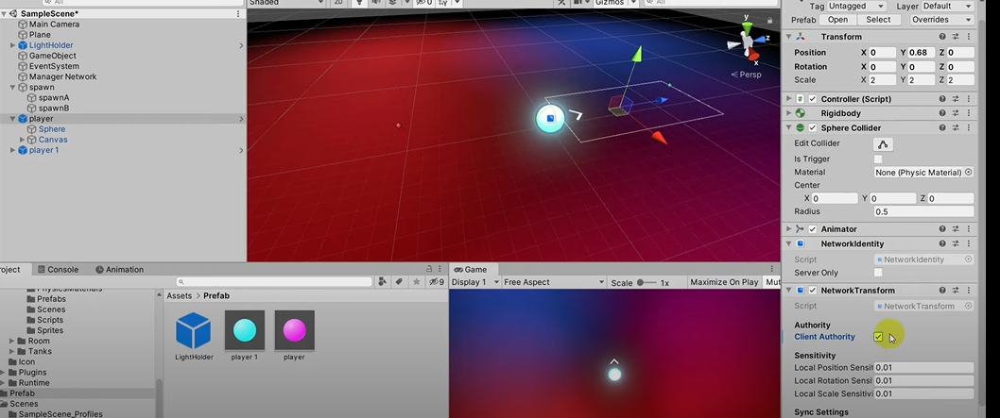 All
SampleScene*
Main Camera
Plane
LightHolder
GameObject
EventSystem
Manager Network
spawn
spawnA
spawnB
player
Sphere
Canvas
player 1
Shaded
2D
0
Gizmos
All
y
z
x
Persp
Tag Untagged Layer Default
Prefab Open Select Overrides
Transform
Position X 0 Y 0.68 Z 0
Rotation X 0 Y 0 Z 0
Scale X 2 Y 2 Z 2
Controller (Script)
Rigidbody
Sphere Collider
Edit Collider
Is Trigger
Material None (Physic Material)
Center
X 0 Y 0 Z 0
Radius 0.5
Animator
NetworkIdentity
Script NetworkIdentity
Server Only
NetworkTransform
Script NetworkTransform
Authority
Client Authority
Sensitivity
Local Position Sensit 0.01
Local Rotation Sensi 0.01
Local Scale Sensitivi 0.01
Sync Settings
roject Console Animation
9
PhysicsMaterials
Prefabs
Scenes
Scripts
Sprites
Room
Tanks
Icon
Plugins
Runtime
Prefab
Scenes
SampleScene_Profiles
Assets > Prefab
LightHolder player 1 player
Game
Display 1 Free Aspect Scale 1x Maximize On Play Mut